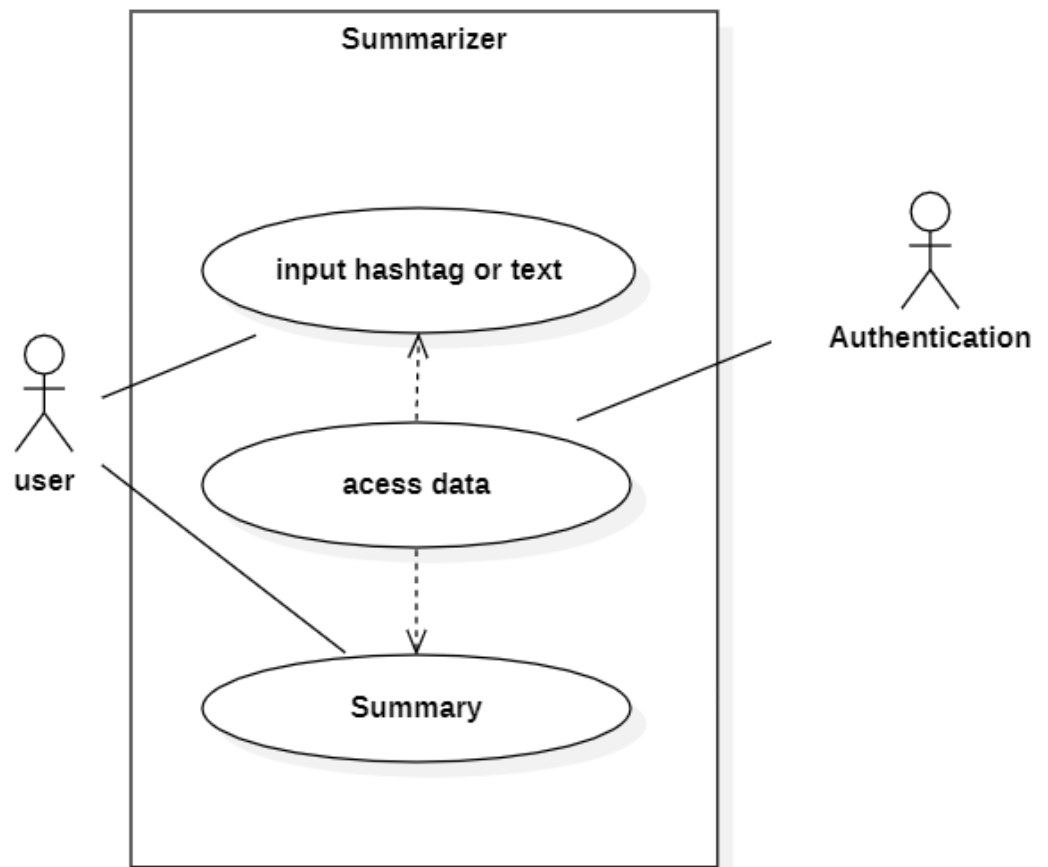 Summarizer
input hashtag or text
Authentication
user
acess data
Summary